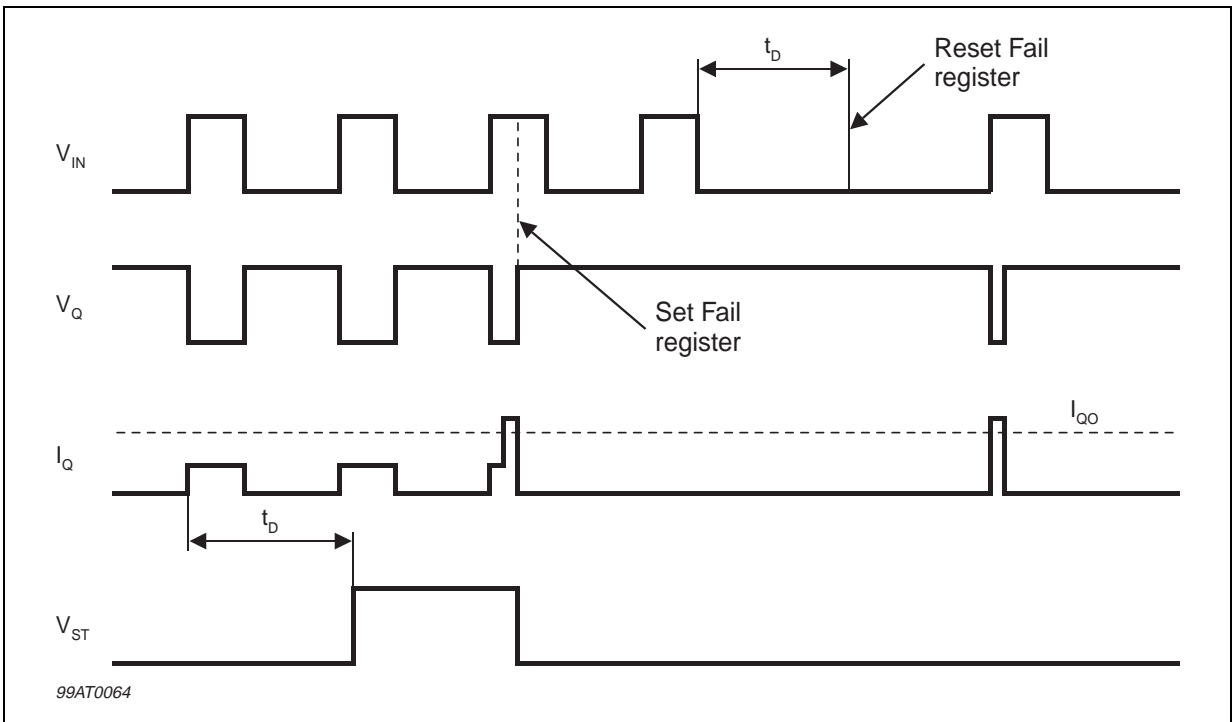 t_D
Reset Fail
register
V_IN
V_Q
Set Fail
register
I_QO
I_Q
t_D
V_ST
99AT0064